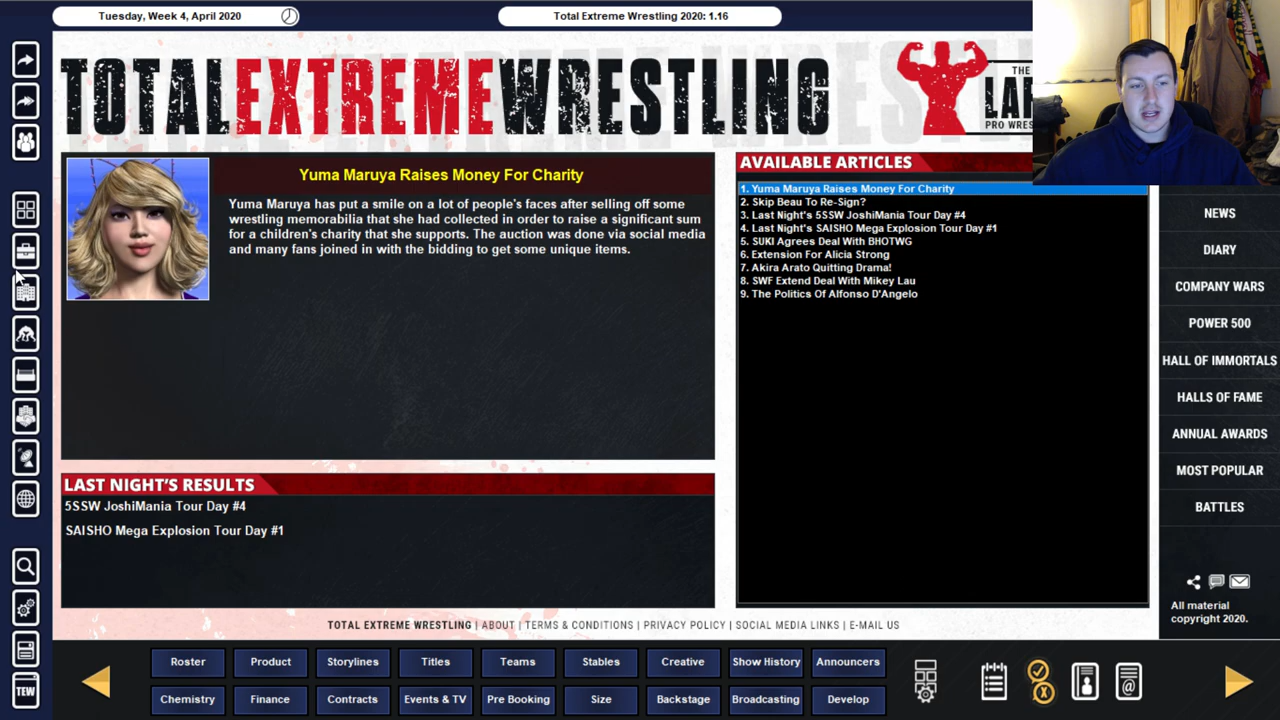 Tuesday, Week 4, April 2020
Total Extreme Wrestling 2020: 1.16
TOTALEXTREMEWRESTLING
THE
PRO WRES
Yuma Maruya Raises Money For Charity
Yuma Maruya has put a smile on a lot of people's faces after selling off some
wrestling memorabilia that she had collected in order to raise a significant sum
for a children's charity that she supports. The auction was done via social media
and many fans joined in with the bidding to get some unique items.
AVAILABLE ARTICLES
1. Yuma Maruya Raises Money For Charity
2. Skip Beau To Re-Sign?
3. Last Night's 5SSW JoshiMania Tour Day #4
4. Last Night's SAISHO Mega Explosion Tour Day #1
5. SUKI Agrees Deal With BHOTWG
6. Extension For Alicia Strong
7. Akira Arato Quitting Drama!
8. SWF Extend Deal With Mikey Lau
9. The Politics Of Alfonso D'Angelo
NEWS
DIARY
COMPANY WARS
POWER 500
HALL OF IMMORTALS
HALLS OF FAME
ANNUAL AWARDS
MOST POPULAR
BATTLES
LAST NIGHT'S RESULTS
5SSW JoshiMania Tour Day #4
SAISHO Mega Explosion Tour Day #1
All material
copyright 2020.
TOTAL EXTREME WRESTLING | ABOUT | TERMS & CONDITIONS | PRIVACY POLICY | SOCIAL MEDIA LINKS | E-MAIL US
TEW
Roster Product Storylines Titles Teams Stables Creative Show History Announcers
Chemistry Finance Contracts Events & TV Pre Booking Size Backstage Broadcasting Develop